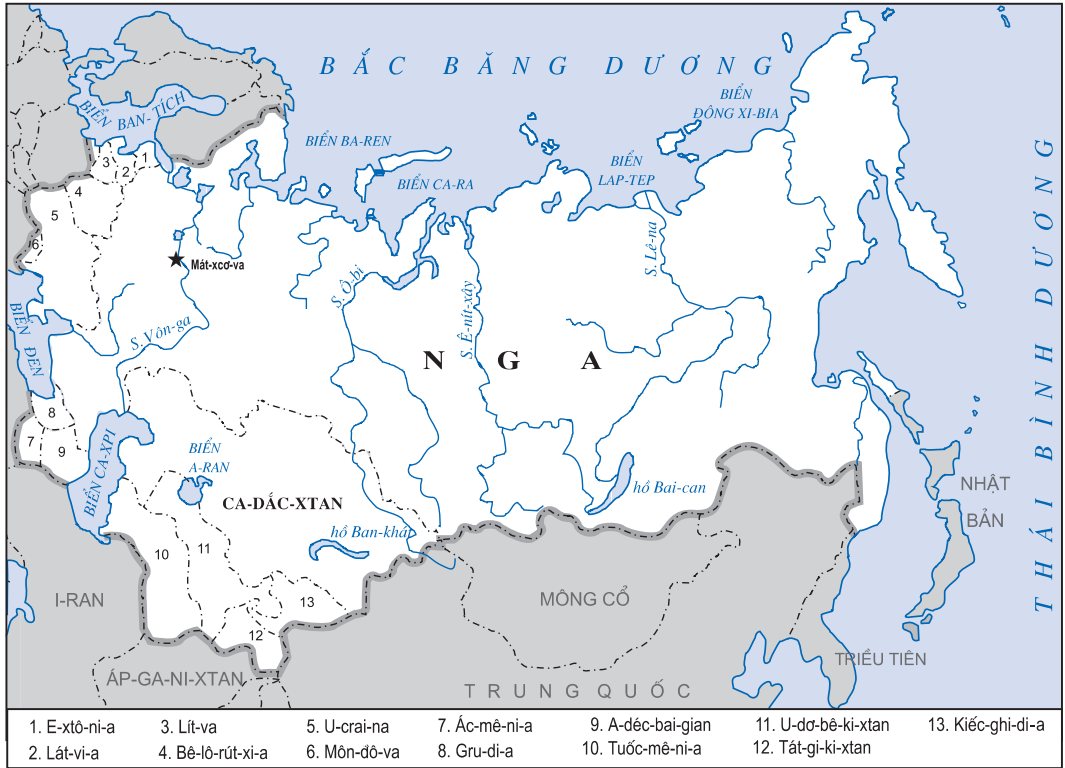 BẮC BĂNG DƯƠNG
BIỂN
ĐÔNG XI-BIA
BIỂN
BAN-TÍCH
BIỂN BA-REN
BIỂN
LAP-TEP
BIỂN CA-RA
3
1
2
4
5
6
Mát-xcơ-va
S. Ô-bi
S. Lê-na
S. Ê-nít-xây
BIỂN ĐEN
S. Vôn-ga
NGA
THÁI BÌNH DƯƠNG
8
7
9
BIỂN CA-XPI
BIỂN
A-RAN
CA-DẮC-XTAN
hồ Bai-can
NHẬT
BẢN
hồ Ban-khát
10
11
13
12
I-RAN
MÔNG CỔ
TRIỀU TIÊN
ÁP-GA-NI-XTAN
TRUNG QUỐC
1. E-xtô-ni-a
3. Lít-va
5. U-crai-na
7. Ác-mê-ni-a
9. A-déc-bai-gian
11. U-dơ-bê-ki-xtan
13. Kiếc-ghi-di-a
2. Lát-vi-a
4. Bê-lô-rút-xi-a
6. Môn-đô-va
8. Gru-di-a
10. Tuốc-mê-ni-a
12. Tát-gi-ki-xtan